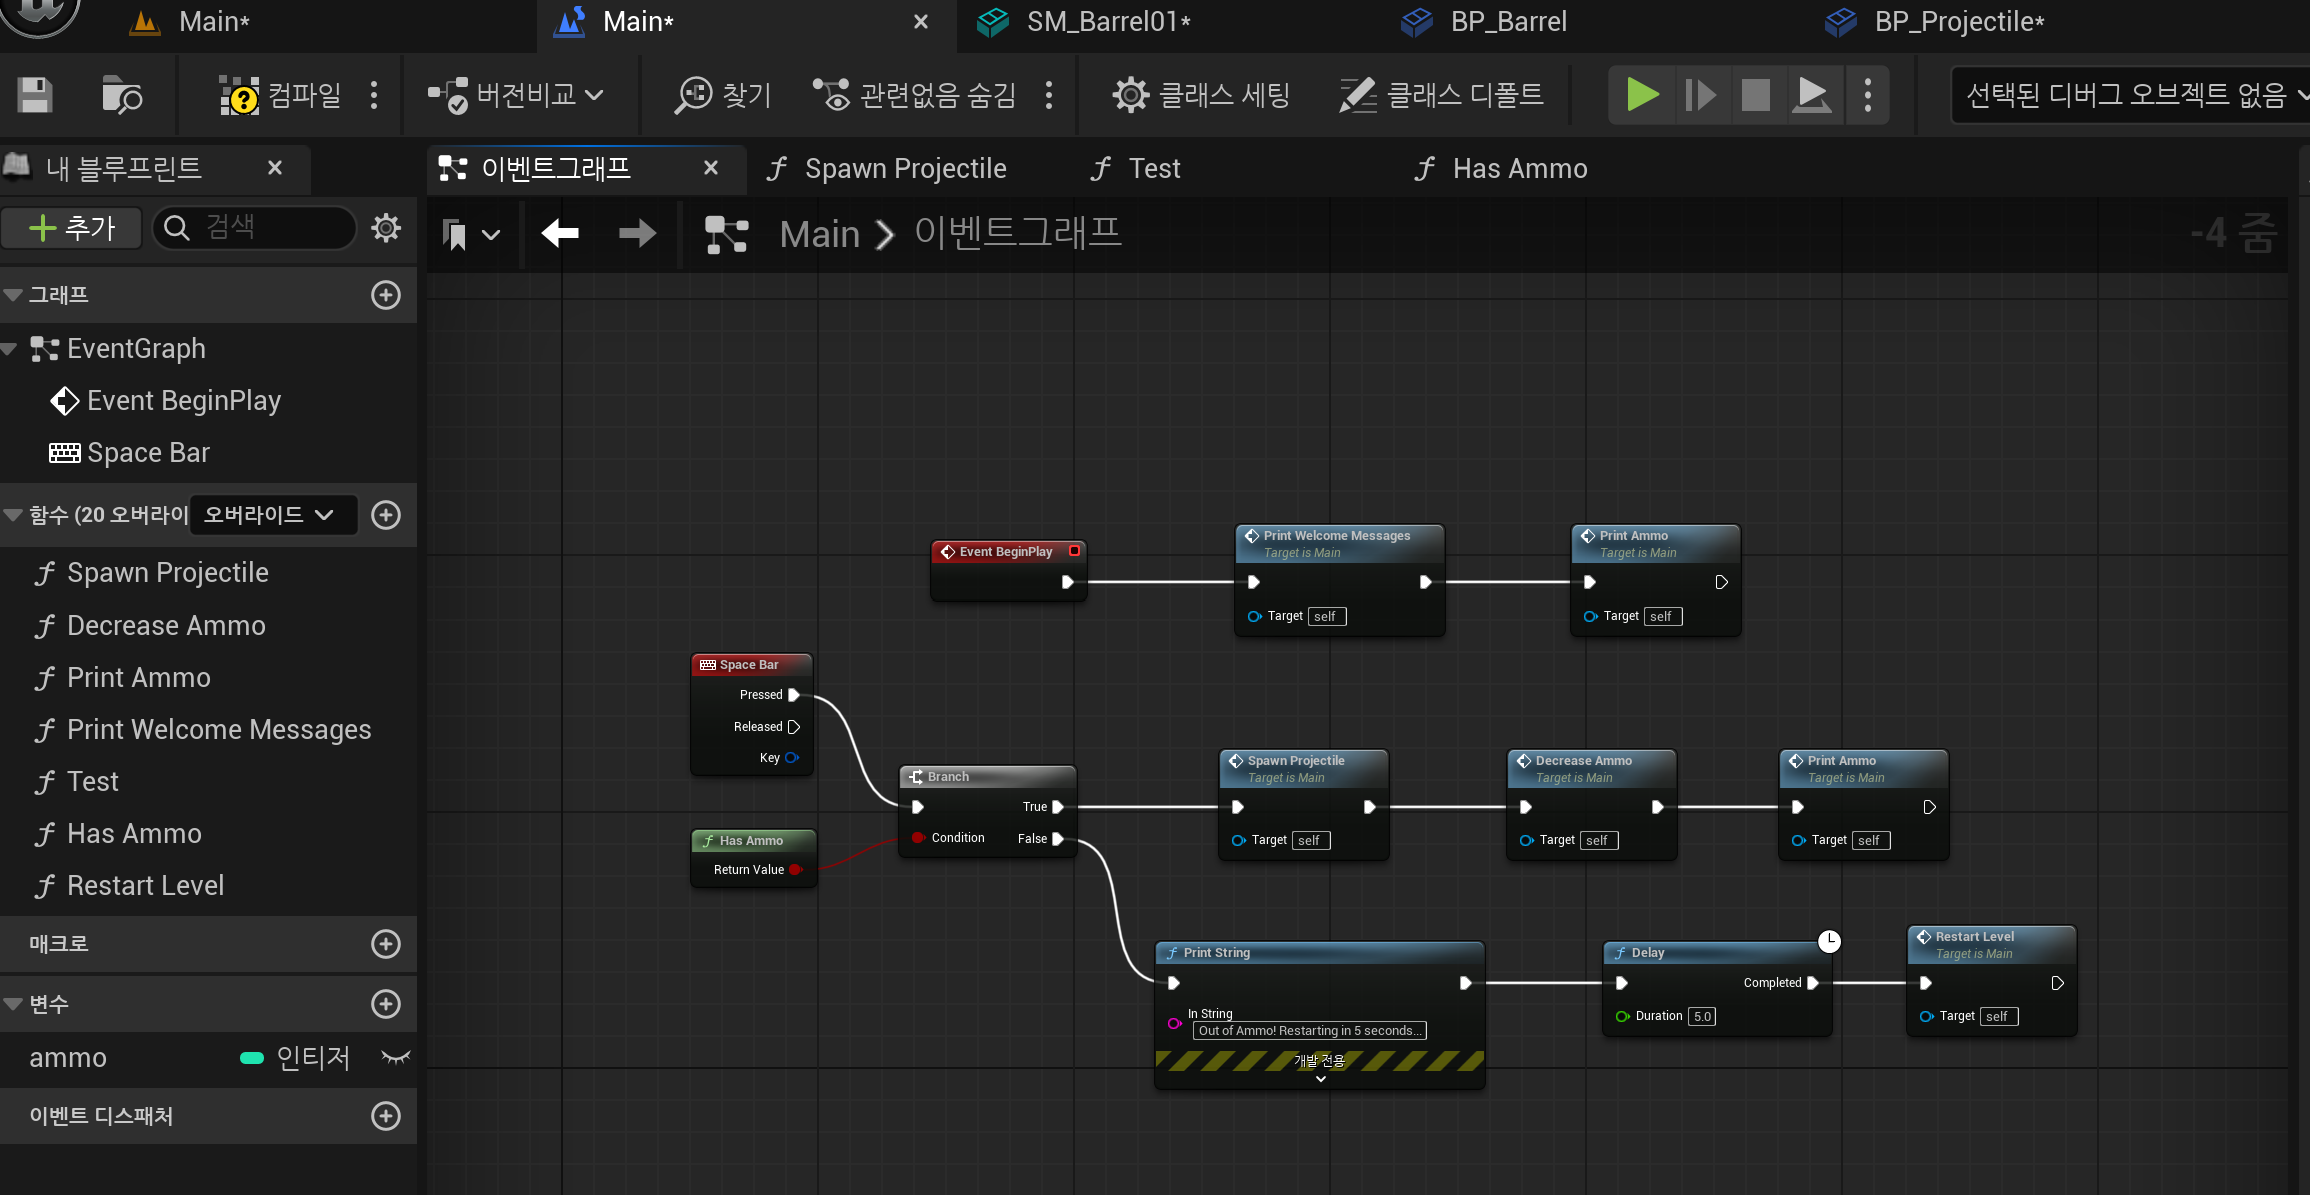 Main*
Main*
SM_Barrel01*
BP_Barrel
BP_Projectile*
컴파일
버전비교
찾기
관련없음 숨김
클래스 세팅
클래스 디폴트
선택된 디버그 오브젝트 없음
내 블루프린트
이벤트그래프
Spawn Projectile
Test
Has Ammo
추가
검색
Main
이벤트그래프
-4 줌
그래프
EventGraph
Event BeginPlay
Space Bar
함수 (20 오버라이
오버라이드
Spawn Projectile
Decrease Ammo
Print Ammo
Print Welcome Messages
Test
Has Ammo
Restart Level
매크로
변수
ammo
인티저
이벤트 디스패처
Event BeginPlay
Print Welcome Messages
Target is Main
Target self
Print Ammo
Target is Main
Target self
Space Bar
Pressed
Released
Key
Has Ammo
Return Value
Branch
True
Condition
False
Spawn Projectile
Target is Main
Target self
Decrease Ammo
Target is Main
Target self
Print Ammo
Target is Main
Target self
Print String
In String
Out of Ammo! Restarting in 5 seconds...
개발 전용
Delay
Completed
Duration 5.0
Restart Level
Target is Main
Target self